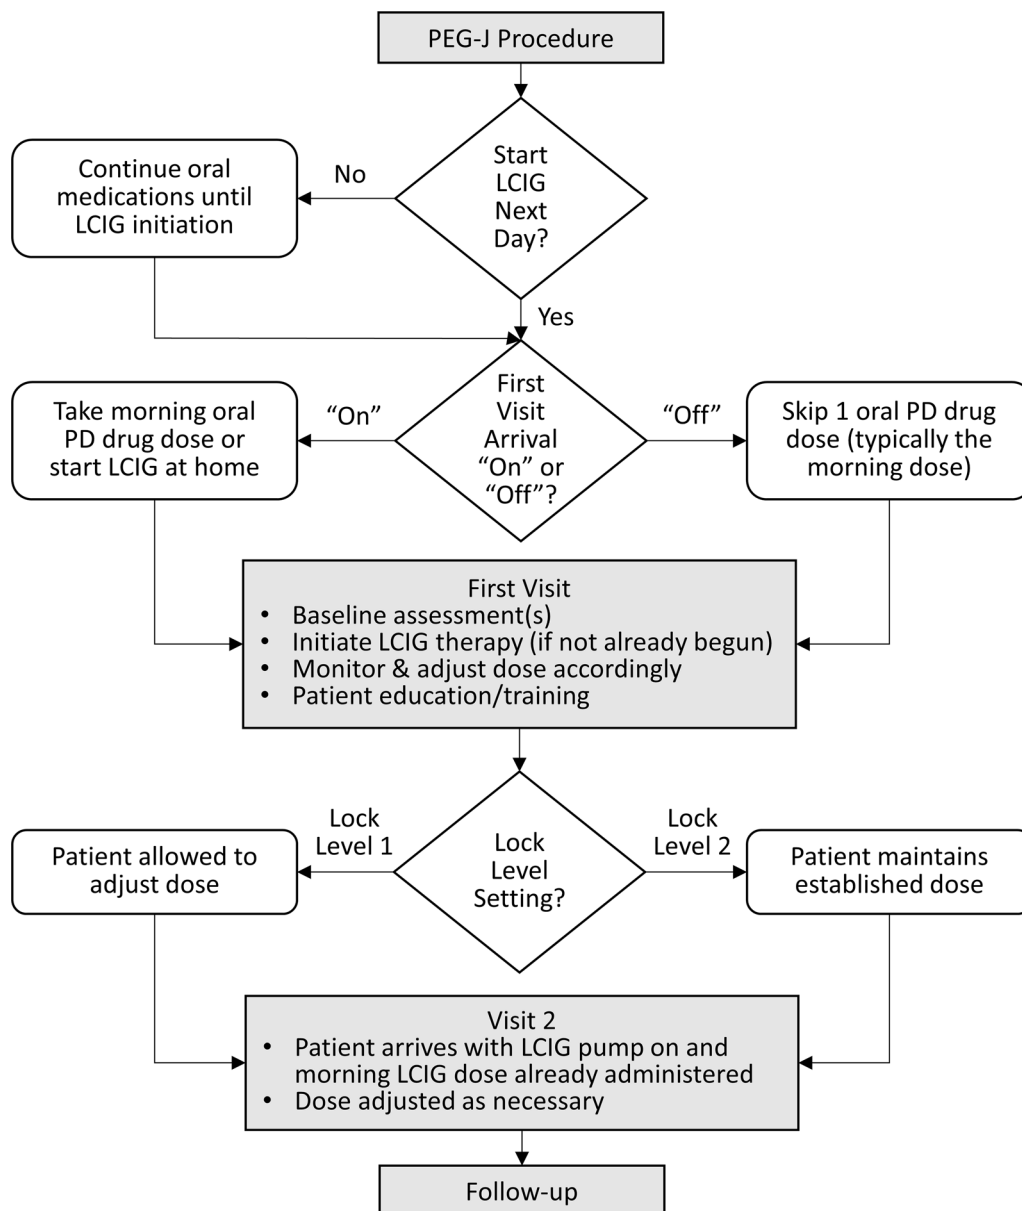 PEG-J Procedure
Start
LCIG
Next
Day?
No
Continue oral
medications until
LCIG initiation
Yes
First
Visit
Arrival
“On” or
“Off”?
“On”
Take morning oral
PD drug dose or
start LCIG at home
“Off”
Skip 1 oral PD drug
dose (typically the
morning dose)
First Visit
• Baseline assessment(s)
• Initiate LCIG therapy (if not already begun)
• Monitor & adjust dose accordingly
• Patient education/training
Lock
Level
Setting?
Lock
Level 1
Patient allowed to
adjust dose
Lock
Level 2
Patient maintains
established dose
Visit 2
• Patient arrives with LCIG pump on and
morning LCIG dose already administered
• Dose adjusted as necessary
Follow-up